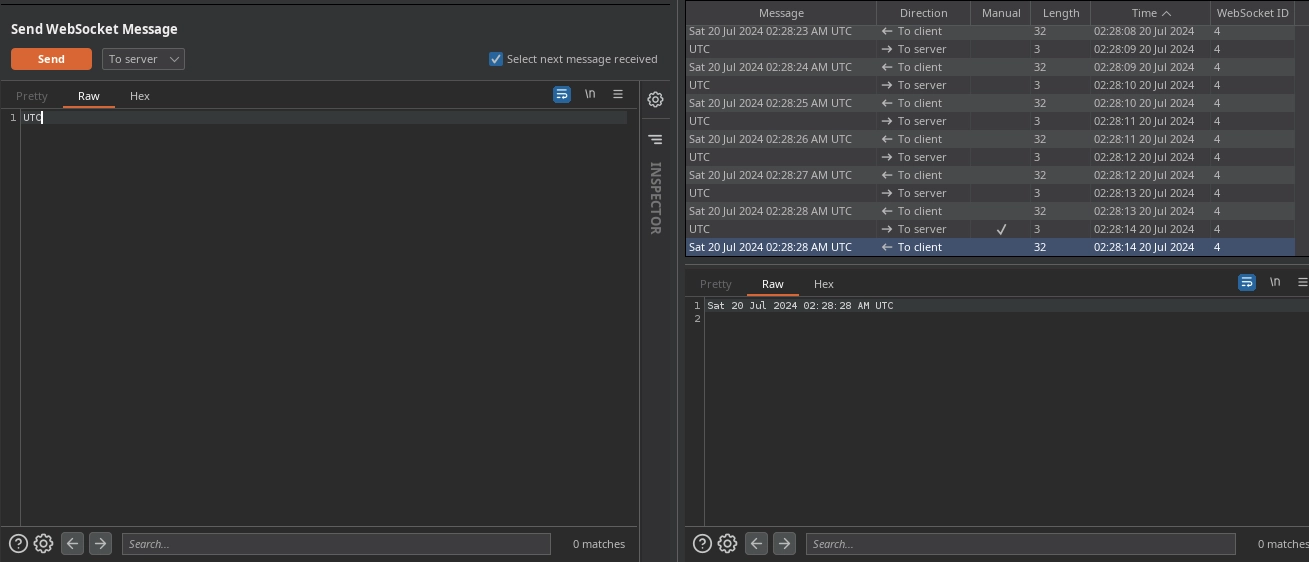 Send WebSocket Message
Send To server Select next message received
Pretty Raw Hex \n
1 UTC
INSPECTOR
Search... 0 matches
Message Direction Manual Length Time WebSocket ID
Sat 20 Jul 2024 02:28:23 AM UTC ← To client 32 02:28:08 20 Jul 2024 4
UTC → To server 3 02:28:09 20 Jul 2024 4
Sat 20 Jul 2024 02:28:24 AM UTC ← To client 32 02:28:09 20 Jul 2024 4
UTC → To server 3 02:28:10 20 Jul 2024 4
Sat 20 Jul 2024 02:28:25 AM UTC ← To client 32 02:28:10 20 Jul 2024 4
UTC → To server 3 02:28:11 20 Jul 2024 4
Sat 20 Jul 2024 02:28:26 AM UTC ← To client 32 02:28:11 20 Jul 2024 4
UTC → To server 3 02:28:12 20 Jul 2024 4
Sat 20 Jul 2024 02:28:27 AM UTC ← To client 32 02:28:12 20 Jul 2024 4
UTC → To server 3 02:28:13 20 Jul 2024 4
Sat 20 Jul 2024 02:28:28 AM UTC ← To client 32 02:28:13 20 Jul 2024 4
UTC → To server ✓ 3 02:28:14 20 Jul 2024 4
Sat 20 Jul 2024 02:28:28 AM UTC ← To client 32 02:28:14 20 Jul 2024 4
Pretty Raw Hex \n
1 Sat 20 Jul 2024 02:28:28 AM UTC
2
Search... 0 matches